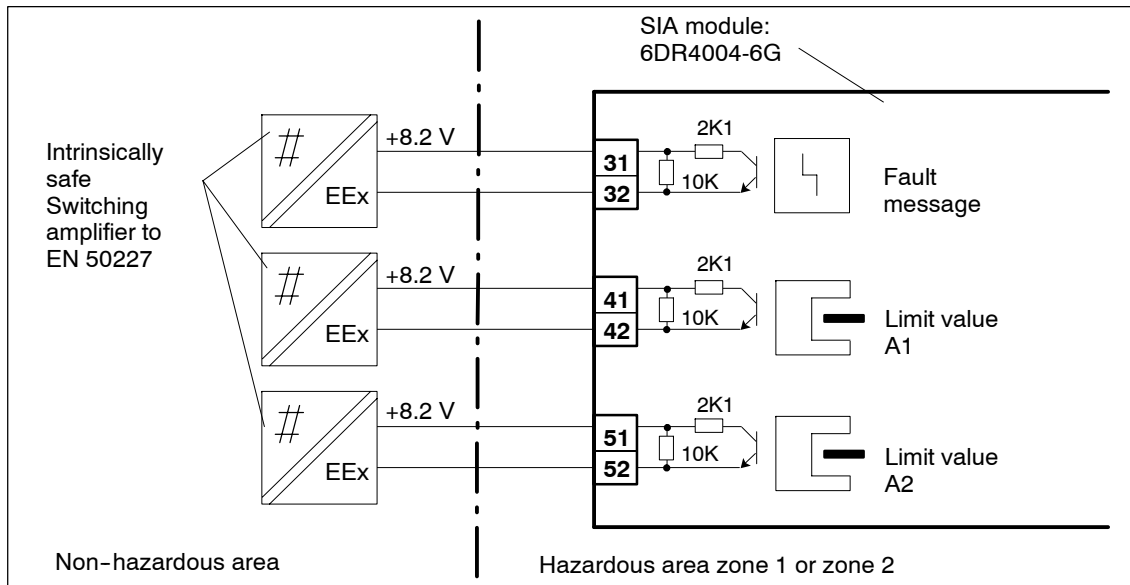 SIA module:
6DR4004-6G
Intrinsically
safe
Switching
amplifier to
EN 50227
+8.2 V
EEx
31
32
2K1
10K
Fault
message
+8.2 V
EEx
41
42
2K1
10K
Limit value
A1
+8.2 V
EEx
51
52
2K1
10K
Limit value
A2
Non-hazardous area
Hazardous area zone 1 or zone 2